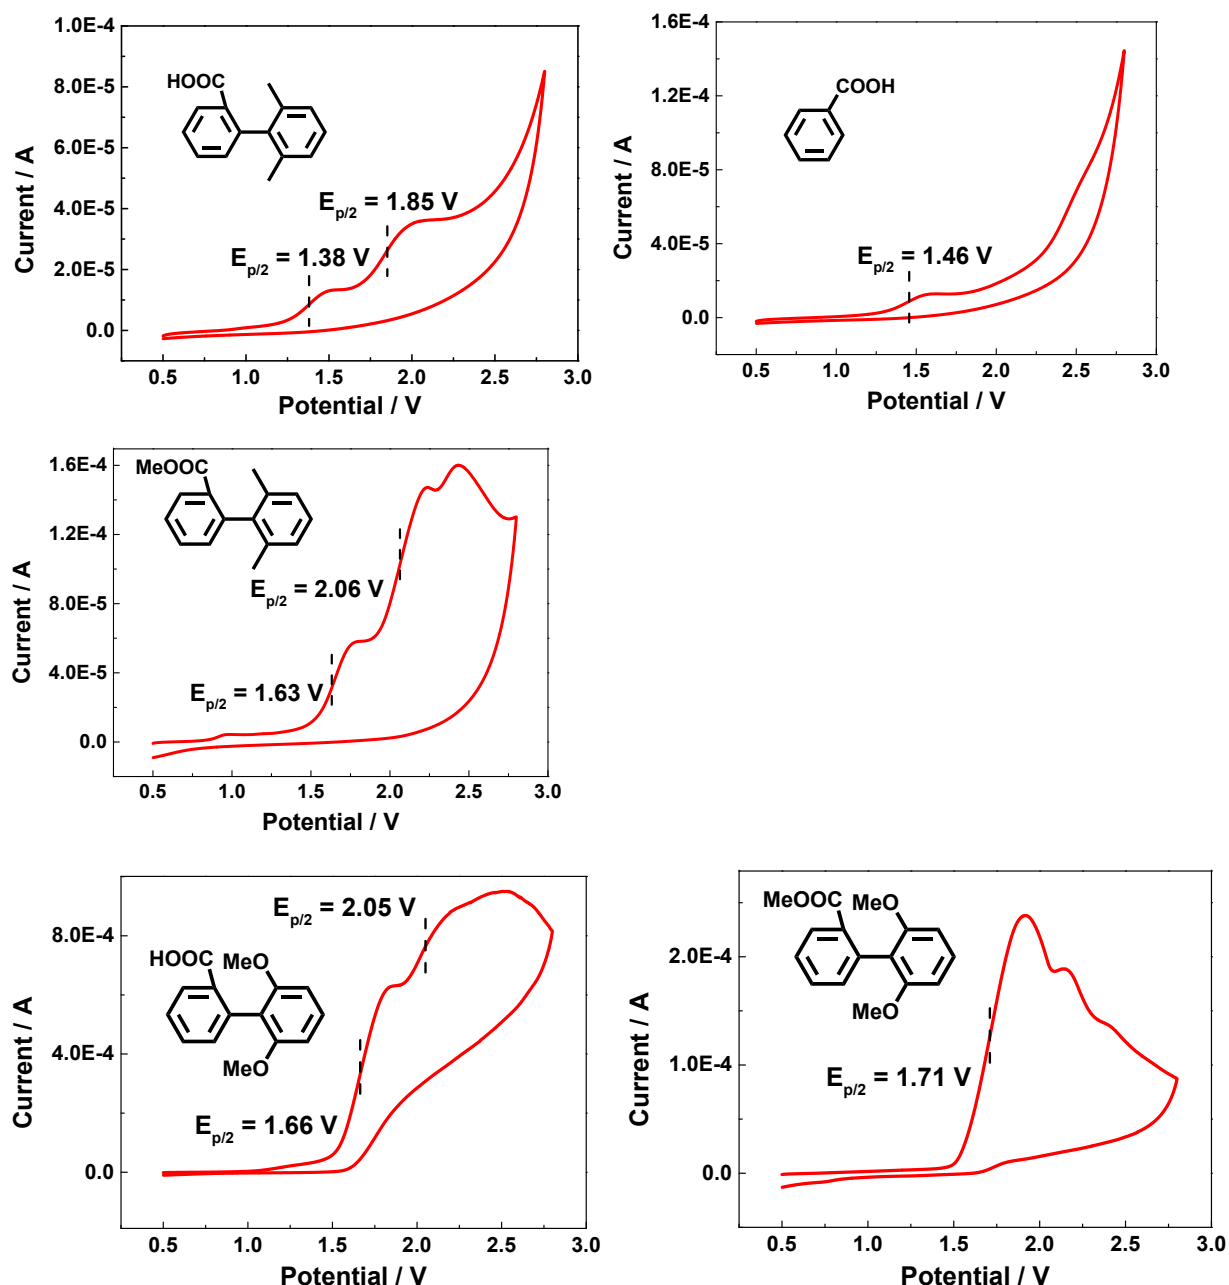 1.0E-4
8.0E-5
6.0E-5
4.0E-5
2.0E-5
0.0
Current / A
HOOC
E_p/2 = 1.85 V
E_p/2 = 1.38 V
0.5 1.0 1.5 2.0 2.5 3.0
Potential / V
1.6E-4
1.2E-4
8.0E-5
4.0E-5
0.0
Current / A
COOH
E_p/2 = 1.46 V
0.5 1.0 1.5 2.0 2.5 3.0
Potential / V
1.6E-4
1.2E-4
8.0E-5
4.0E-5
0.0
Current / A
MeOOC
E_p/2 = 2.06 V
E_p/2 = 1.63 V
0.5 1.0 1.5 2.0 2.5 3.0
Potential / V
8.0E-4
4.0E-4
0.0
Current / A
HOOC
MeO
MeO
E_p/2 = 2.05 V
E_p/2 = 1.66 V
0.5 1.0 1.5 2.0 2.5 3.0
Potential / V
2.0E-4
1.0E-4
0.0
Current / A
MeOOC
MeO
MeO
E_p/2 = 1.71 V
0.5 1.0 1.5 2.0 2.5 3.0
Potential / V